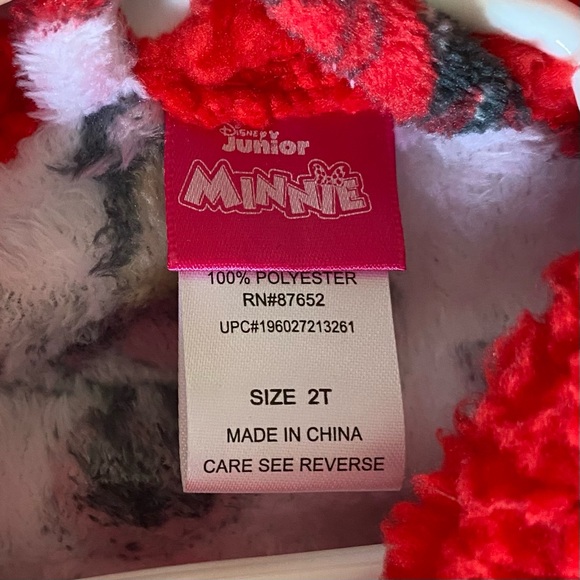 Disney
Junior
MINNIE
100% POLYESTER
RN#87652
UPC#196027213261
SIZE 2T
MADE IN CHINA
CARE SEE REVERSE